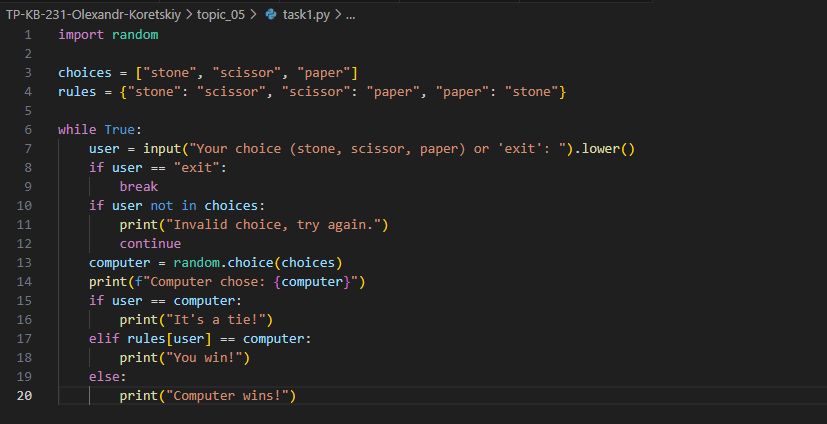 TP-KB-231-Olexandr-Koretskiy > topic_05 > task1.py > ...
1 import random
2
3 choices = ["stone", "scissor", "paper"]
4 rules = {"stone": "scissor", "scissor": "paper", "paper": "stone"}
5
6 while True:
7     user = input("Your choice (stone, scissor, paper) or 'exit': ").lower()
8     if user == "exit":
9         break
10     if user not in choices:
11         print("Invalid choice, try again.")
12         continue
13     computer = random.choice(choices)
14     print(f"Computer chose: {computer}")
15     if user == computer:
16         print("It's a tie!")
17     elif rules[user] == computer:
18         print("You win!")
19     else:
20         print("Computer wins!")